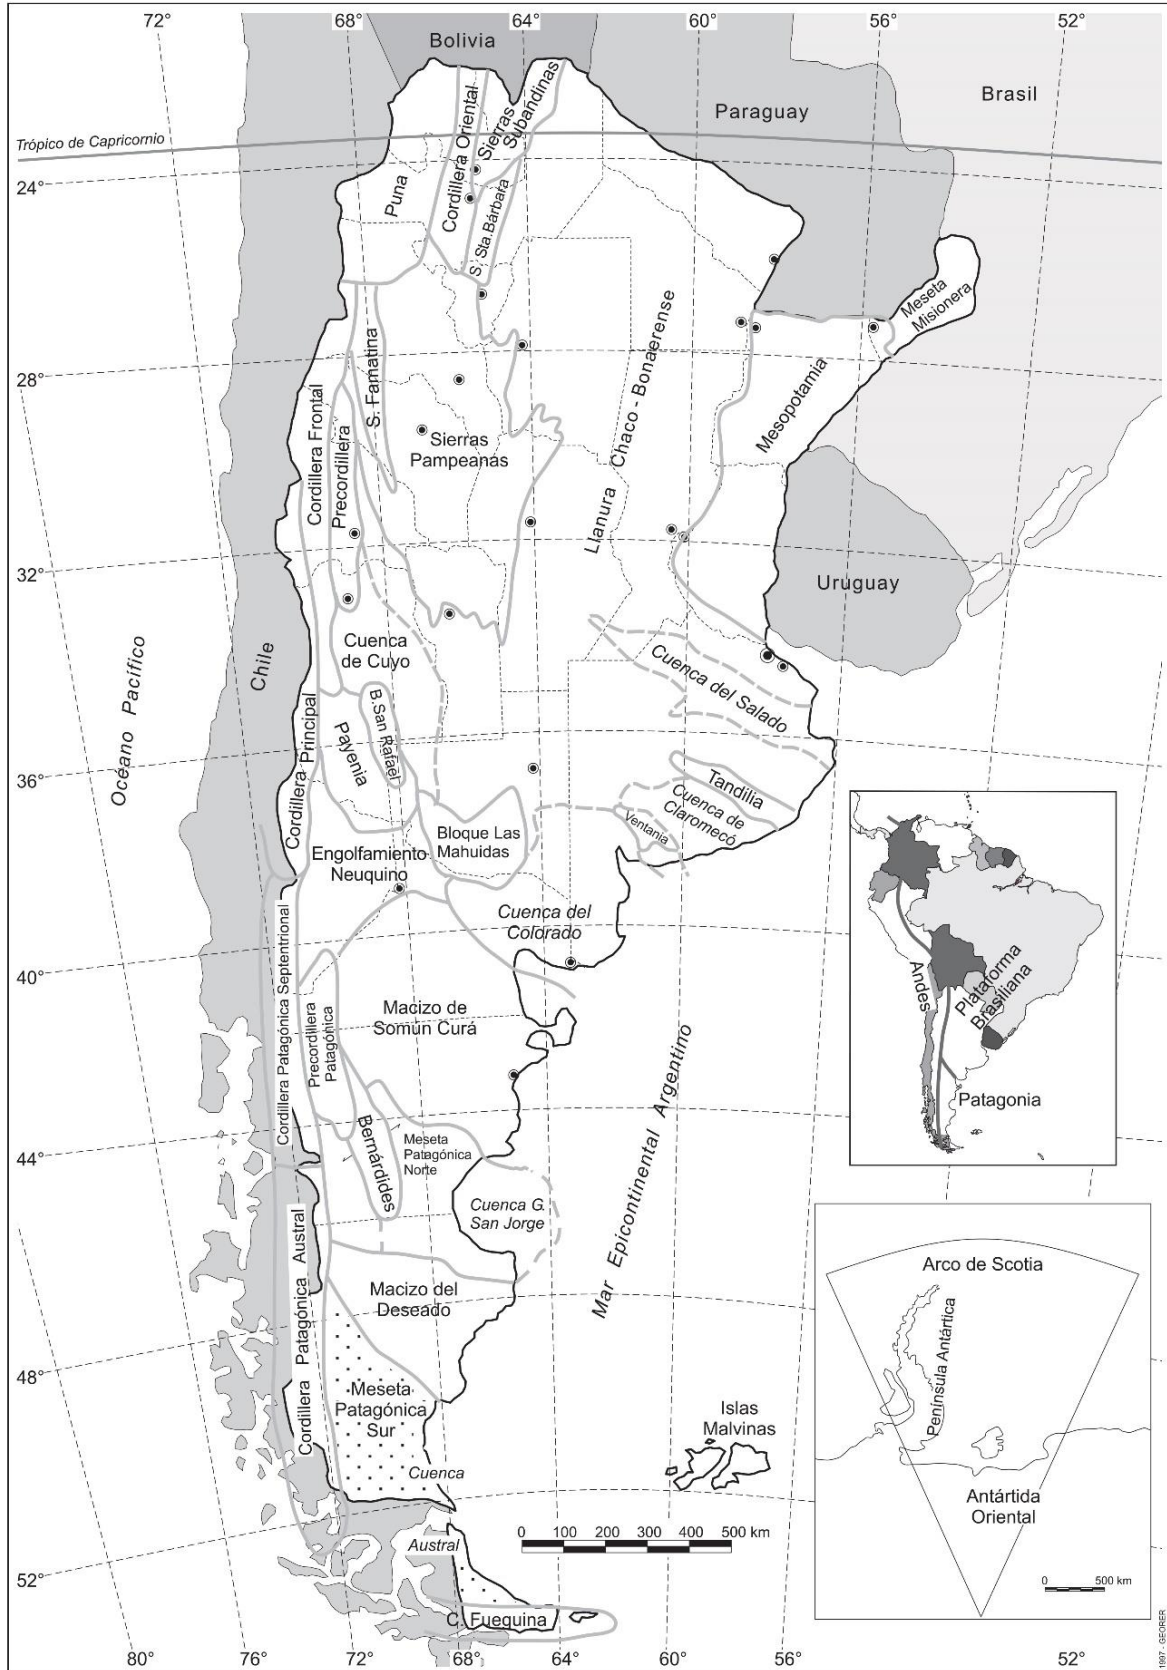 72°
68°
64°
60°
56°
52°
Bolivia
Paraguay
Brasil
Trópico de Capricornio
24°
28°
32°
36°
40°
44°
48°
52°
Puna
Cordillera Oriental
Sierras
Subandinas
S. Sta.Bárbara
Meseta
Misionera
Cordillera Frontal
Precordillera
S. Famatina
Sierras
Pampeanas
Llanura Chaco - Bonaerense
Mesopotamia
Uruguay
Océano Pacífico
Chile
Cuenca
de Cuyo
Cordillera Principal
Payenia
B.San Rafael
Cuenca del Salado
Tandilia
Cuenca de
Claromecó
Ventania
Bloque Las
Mahuidas
Engolfamiento
Neuquino
Cuenca del
Colorado
Cordillera Patagónica Septentrional
Precordillera
Patagónica
Macizo de
Somún Curá
Bernárdides
Meseta
Patagónica
Norte
Cuenca G.
San Jorge
Mar Epicontinental Argentino
Cordillera Patagónica Austral
Macizo del
Deseado
Meseta
Patagónica
Sur
Cuenca
Austral
Islas
Malvinas
C. Fueguina
0 100 200 300 400 500 km
Andes
Plataforma
Brasiliana
Patagonia
Arco de Scotia
Península Antártica
Antártida
Oriental
0 500 km
80°
76°
72°
68°
64°
60°
56°
52°
1997 - GEORER